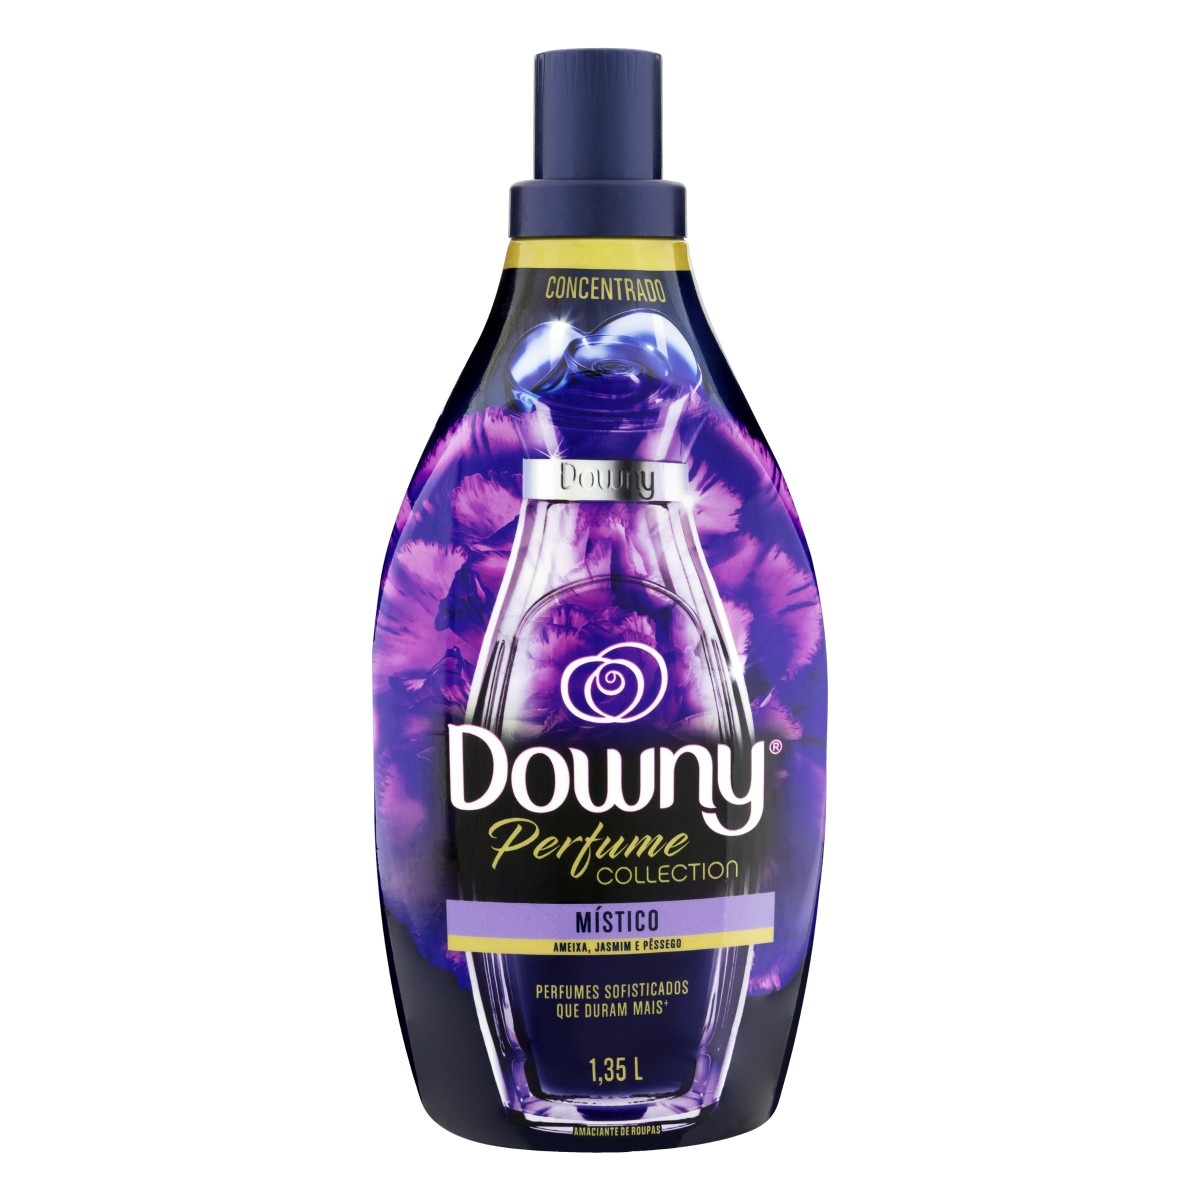 CONCENTRADO
Downy
Downy®
Perfume
COLLECTION
MÍSTICO
AMEIXA, JASMIM E PÊSSEGO
PERFUMES SOFISTICADOS
QUE DURAM MAIS+
1,35 L
AMACIANTE DE ROUPAS